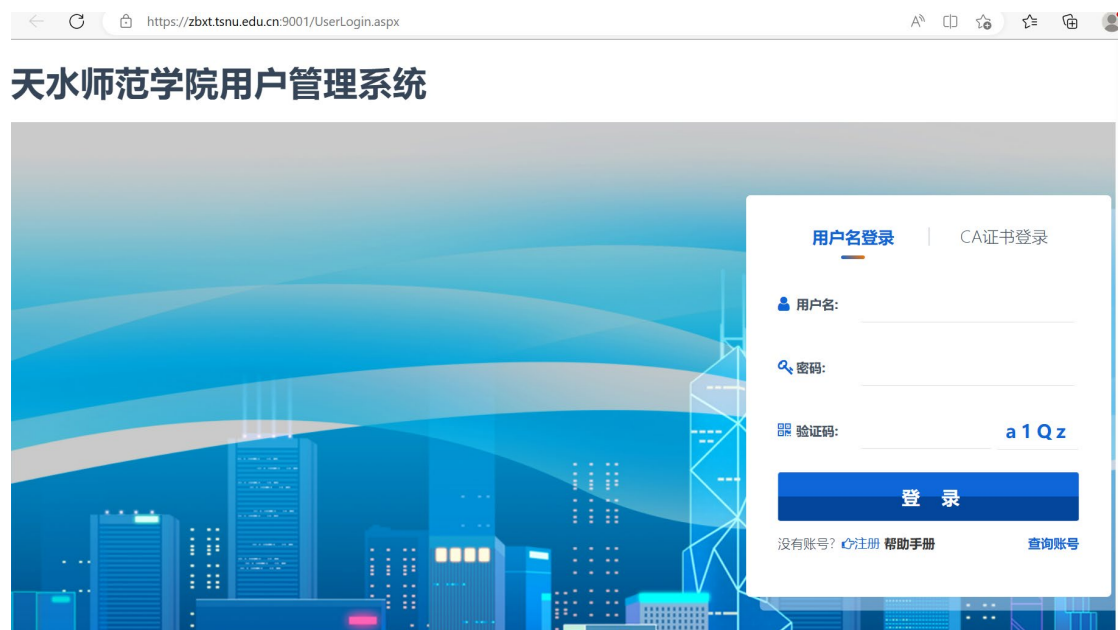 https://zbxt.tsnu.edu.cn:9001/UserLogin.aspx
天水师范学院用户管理系统
用户名登录 CA证书登录
用户名:
密码:
验证码: a1Qz
登 录
没有账号? 注册 帮助手册 查询账号